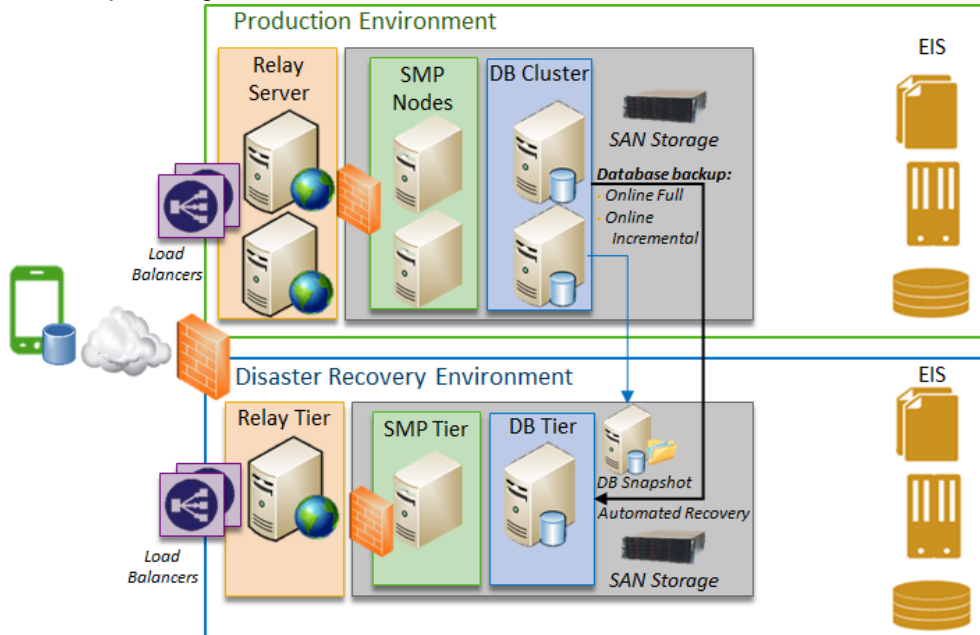 Production Environment
Relay
Server
SMP
Nodes
DB Cluster
EIS
SAN Storage
Database backup:
• Online Full
• Online
Incremental
Load
Balancers
Disaster Recovery Environment
EIS
Relay Tier
SMP Tier
DB Tier
DB Snapshot
Automated Recovery
Load
Balancers
SAN Storage